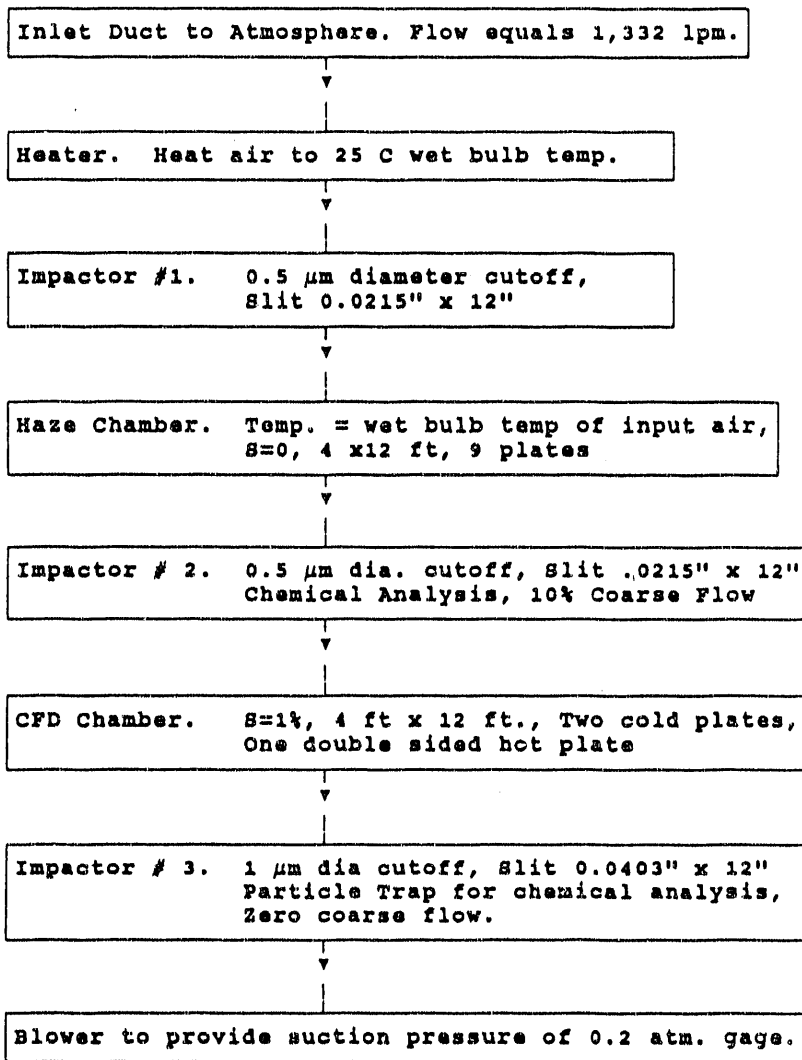 Inlet Duct to Atmosphere. Flow equals 1,332 lpm.
Heater. Heat air to 25 C wet bulb temp.
Impactor #1. 0.5 µm diameter cutoff,
Slit 0.0215" x 12"
Haze Chamber. Temp. = wet bulb temp of input air,
S=0, 4 x12 ft, 9 plates
Impactor # 2. 0.5 µm dia. cutoff, Slit .0215" x 12"
Chemical Analysis, 10% Coarse Flow
CFD Chamber. S=1%, 4 ft x 12 ft., Two cold plates,
One double sided hot plate
Impactor # 3. 1 µm dia cutoff, Slit 0.0403" x 12"
Particle Trap for chemical analysis,
Zero coarse flow.
Blower to provide suction pressure of 0.2 atm. gage.